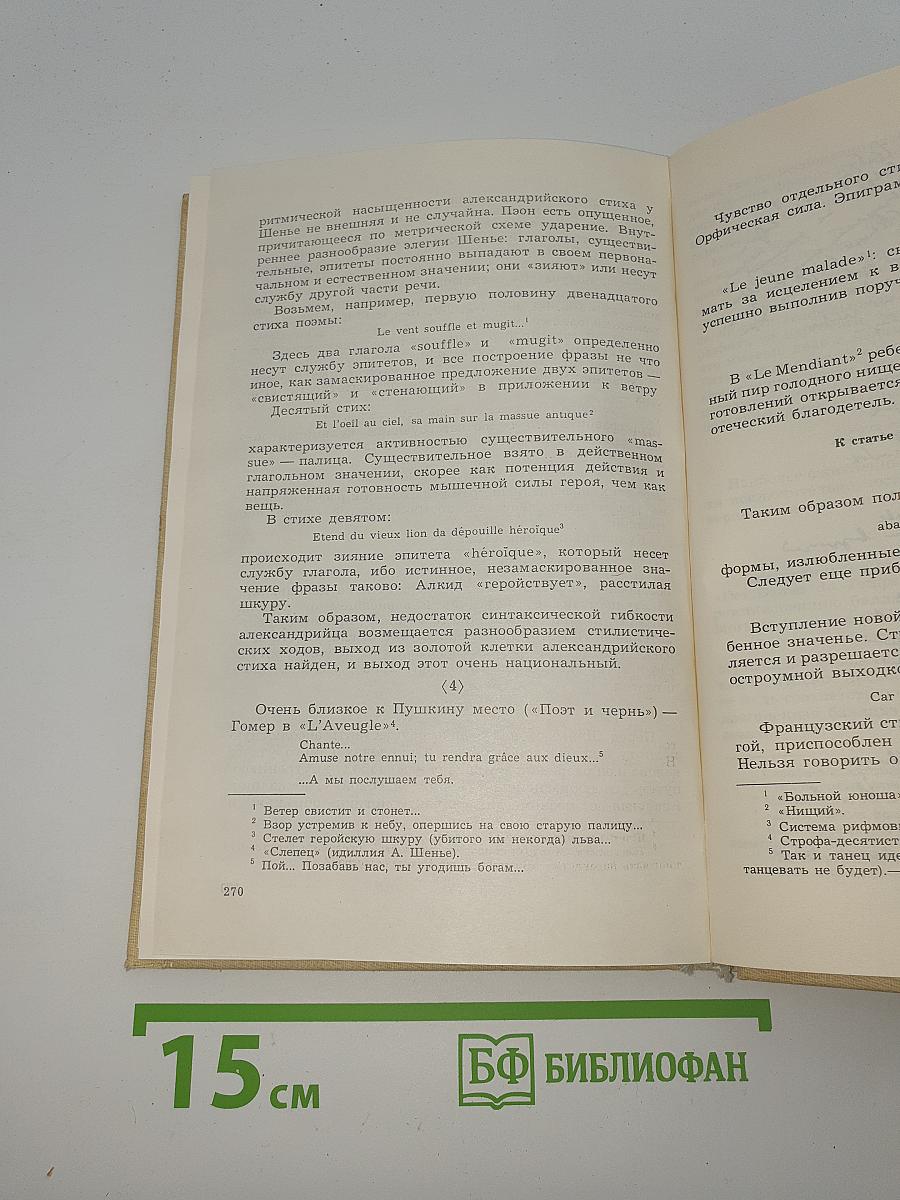 ритмической насыщенности александрийского стиха у
Шенье не внешняя и не случайна. Пэон есть опущенное,
причитающееся по метрической схеме ударение. Внут-
реннее разнообразие элегии Шенье: глаголы, существи-
тельные, эпитеты постоянно выпадают в своем первона-
чальном и естественном значении; они «зияют» или несут
службу другой части речи.
Возьмем, например, первую половину двенадцатого
стиха поэмы:
Le vent souffle et mugit...¹
Здесь два глагола «souffle» и «mugit» определенно
несут службу эпитетов, и все построение фразы не что
иное, как замаскированное предложение двух эпитетов —
«свистящий» и «стенающий» в приложении к ветру
Десятый стих:
Et l'oeil au ciel, sa main sur la massue antique²
характеризуется активностью существительного «mas-
sue» — палица. Существительное взято в действенном
глагольном значении, скорее как потенция действия и
напряженная готовность мышечной силы героя, чем как
вещь.
В стихе девятом:
Etend du vieux lion da dépouille héroïque³
происходит зияние эпитета «héroïque», который несет
службу глагола, ибо истинное, незамаскированное зна-
чение фразы таково: Алкид «геройствует», расстилая
шкуру.
Таким образом, недостаток синтаксической гибкости
александрийца возмещается разнообразием стилистиче-
ских ходов, выход из золотой клетки александрийского
стиха найден, и выход этот очень национальный.
⟨4⟩
Очень близкое к Пушкину место («Поэт и чернь») —
Гомер в «L'Aveugle»⁴.
Chante...
Amuse notre ennui; tu rendra grâce aux dieux...⁵
...А мы послушаем тебя.
¹ Ветер свистит и стонет...
² Взор устремив к небу, опершись на свою старую палицу...
³ Стелет геройскую шкуру (убитого им некогда) льва...
⁴ «Слепец» (идиллия А. Шенье).
⁵ Пой... Позабавь нас, ты угодишь богам...
270
Чувство отдельного сти
Орфическая сила. Эпиграм
«Le jeune malade»¹: сы
мать за исцелением к в
успешно выполнив поруч
В «Le Mendiant»² ребе
ный пир голодного нище
готовлений открывается
отеческий благодетель.
К статье
Таким образом пол
aba
формы, излюбленные
Следует еще приб
Вступление новой
бенное значенье. Ст
ляется и разрешаетс
остроумной выходко
Car
Французский ст
гой, приспособлен
Нельзя говорить о
¹ «Больной юноша»
² «Нищий».
³ Система рифмов
⁴ Строфа-десятист
⁵ Так и танец иде
танцевать не будет).—
15 см
БФ БИБЛИОФАН